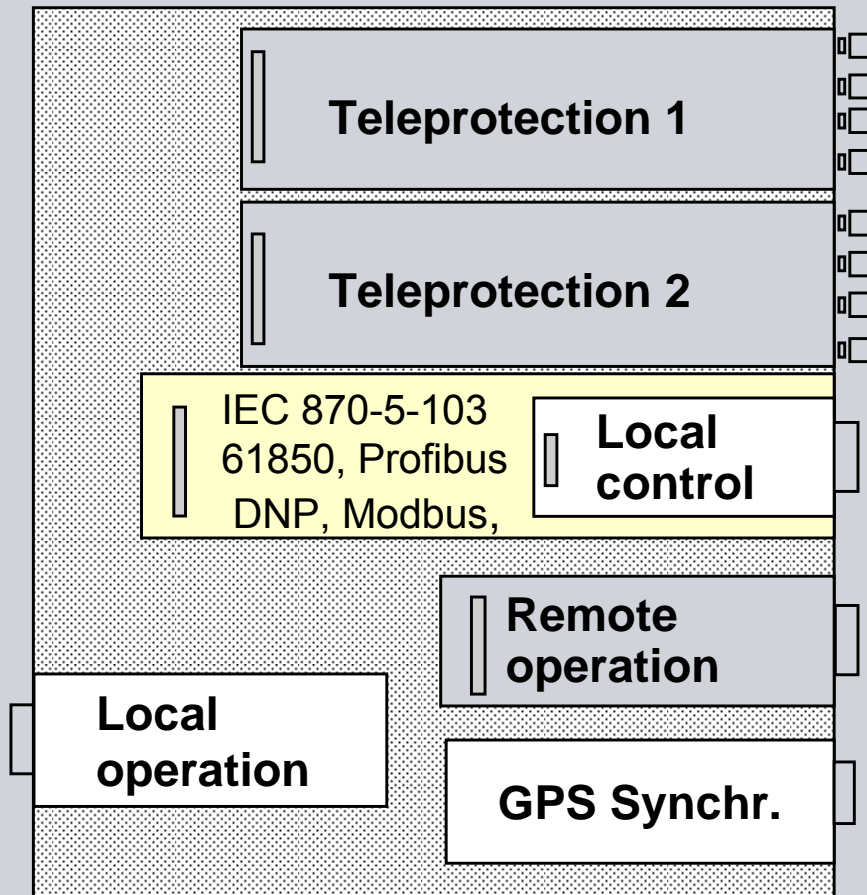 Teleprotection 1
Teleprotection 2
IEC 870-5-103
61850, Profibus
DNP, Modbus,
Local
control
Remote
operation
Local
operation
GPS Synchr.